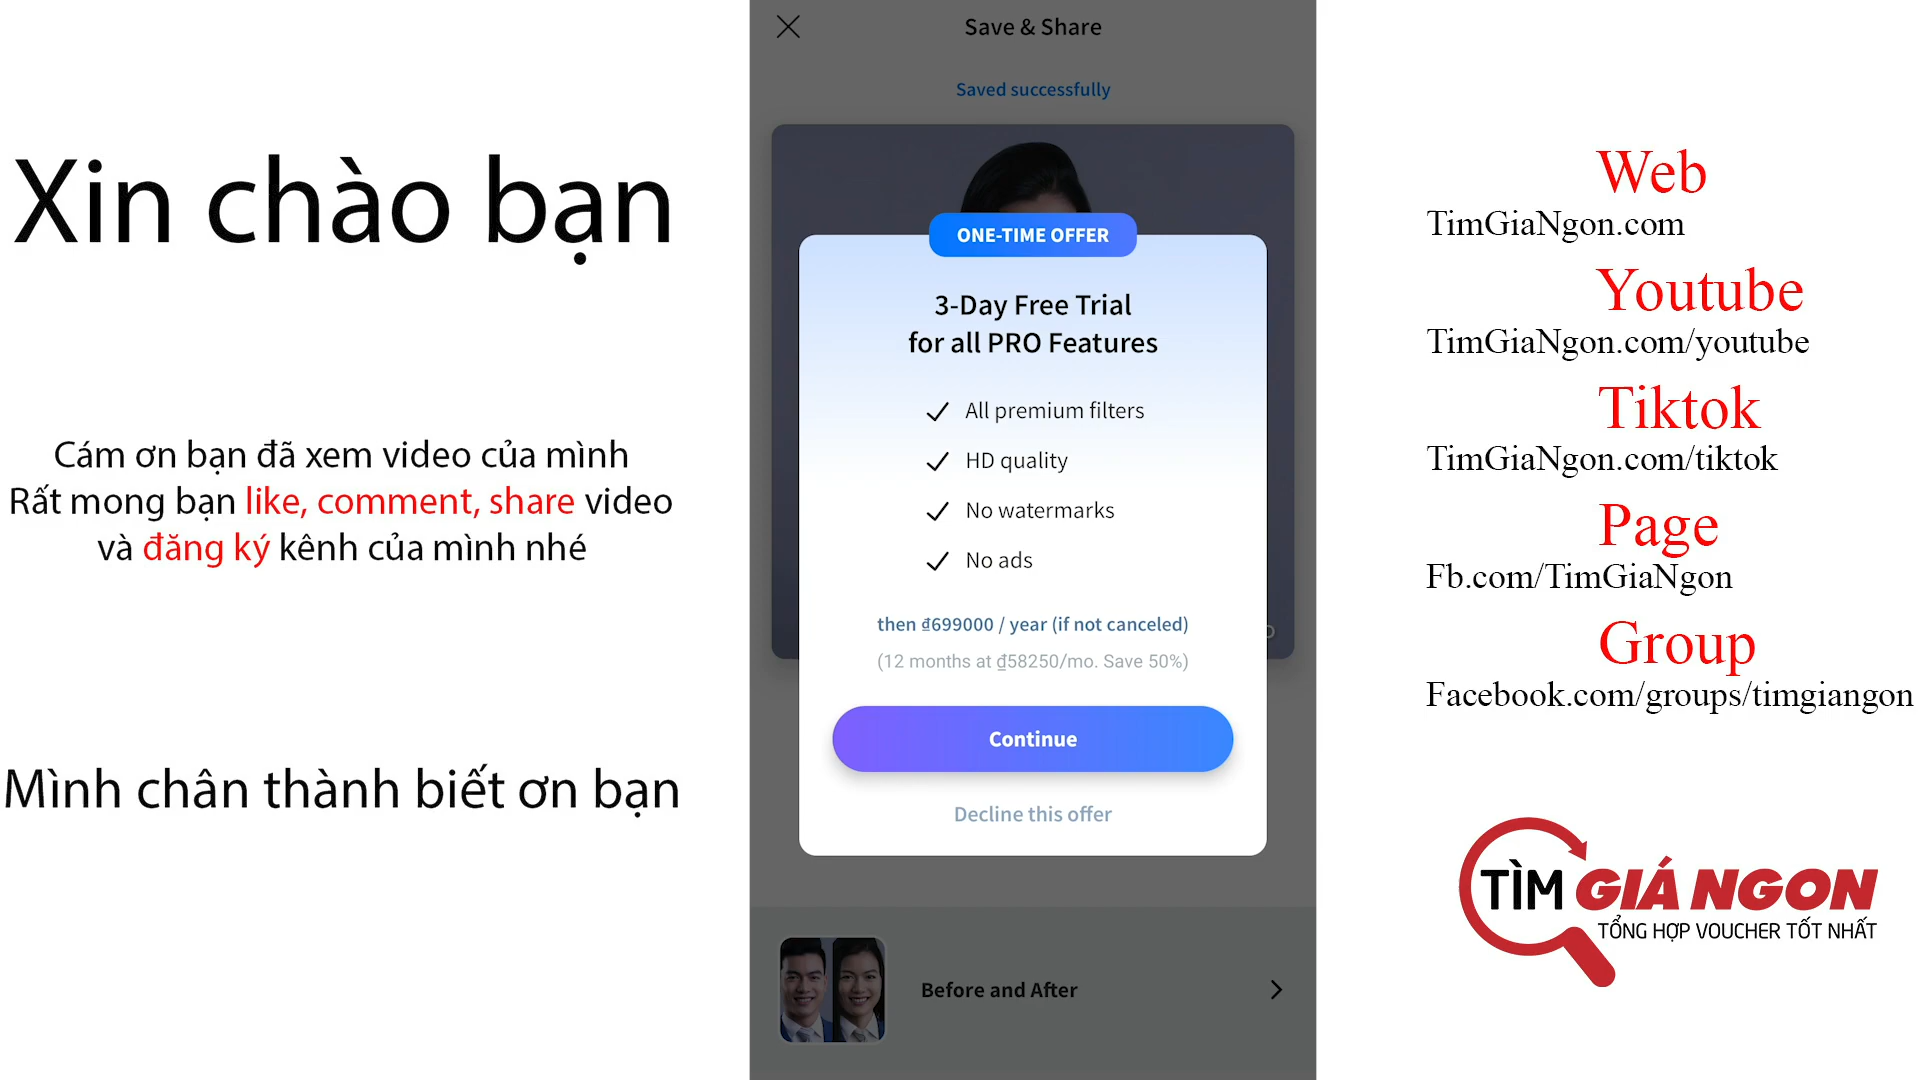 Xin chào bạn
Cám ơn bạn đã xem video của mình
Rất mong bạn like, comment, share video
và đăng ký kênh của mình nhé
Mình chân thành biết ơn bạn
Save & Share
Saved successfully
ONE-TIME OFFER
3-Day Free Trial
for all PRO Features
All premium filters
HD quality
No watermarks
No ads
then ₫699000 / year (if not canceled)
(12 months at ₫58250/mo. Save 50%)
Continue
Decline this offer
Before and After
Web
TimGiaNgon.com
Youtube
TimGiaNgon.com/youtube
Tiktok
TimGiaNgon.com/tiktok
Page
Fb.com/TimGiaNgon
Group
Facebook.com/groups/timgiangon
TÌM GIÁ NGON
TỔNG HỢP VOUCHER TỐT NHẤT